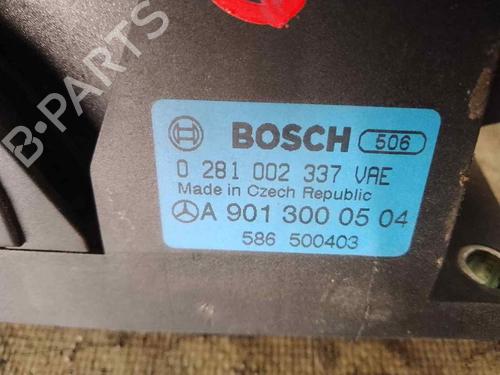 B-PARTS
BOSCH 506
0 281 002 337 VAE
Made in Czech Republic
A 901 300 05 04
586 500403